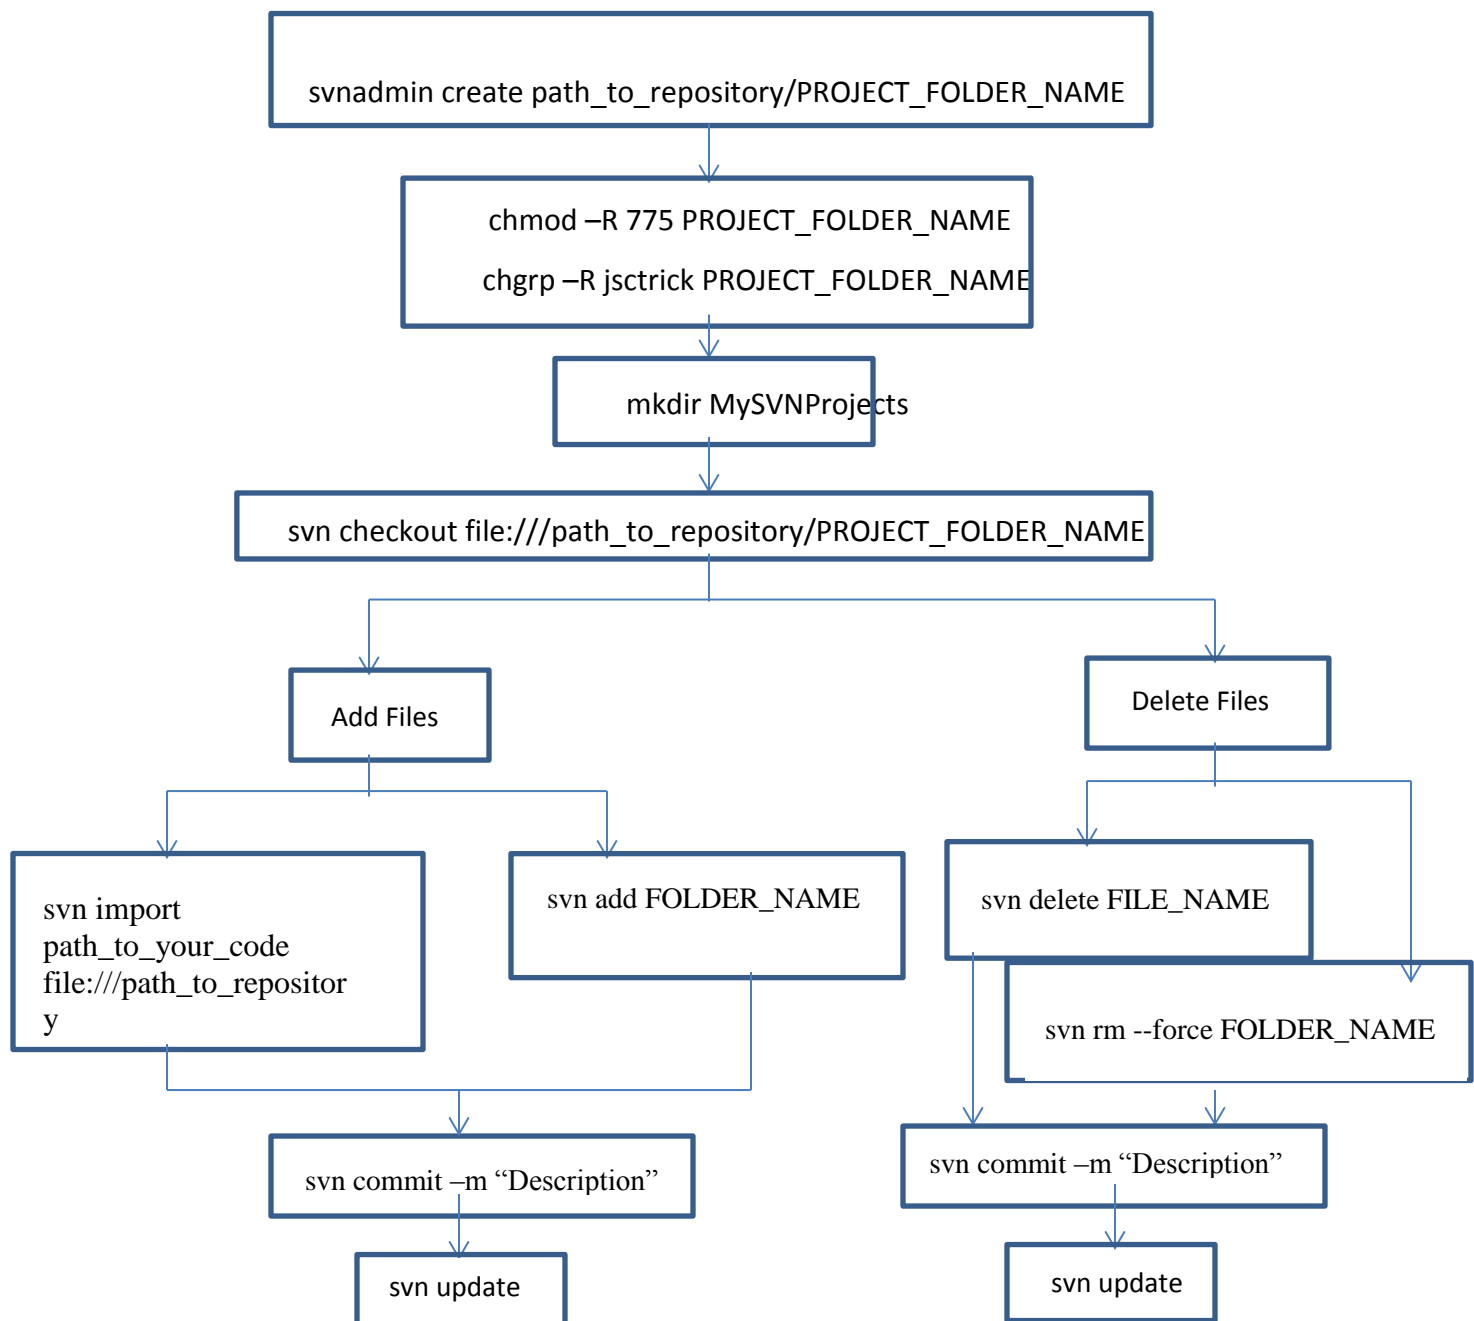 svnadmin create path_to_repository/PROJECT_FOLDER_NAME
chmod –R 775 PROJECT_FOLDER_NAME
chgrp –R jsctrick PROJECT_FOLDER_NAME
mkdir MySVNProjects
svn checkout file:///path_to_repository/PROJECT_FOLDER_NAME
Add Files
Delete Files
svn import
path_to_your_code
file:///path_to_repositor
y
svn add FOLDER_NAME
svn delete FILE_NAME
svn rm --force FOLDER_NAME
svn commit –m “Description”
svn commit –m “Description”
svn update
svn update